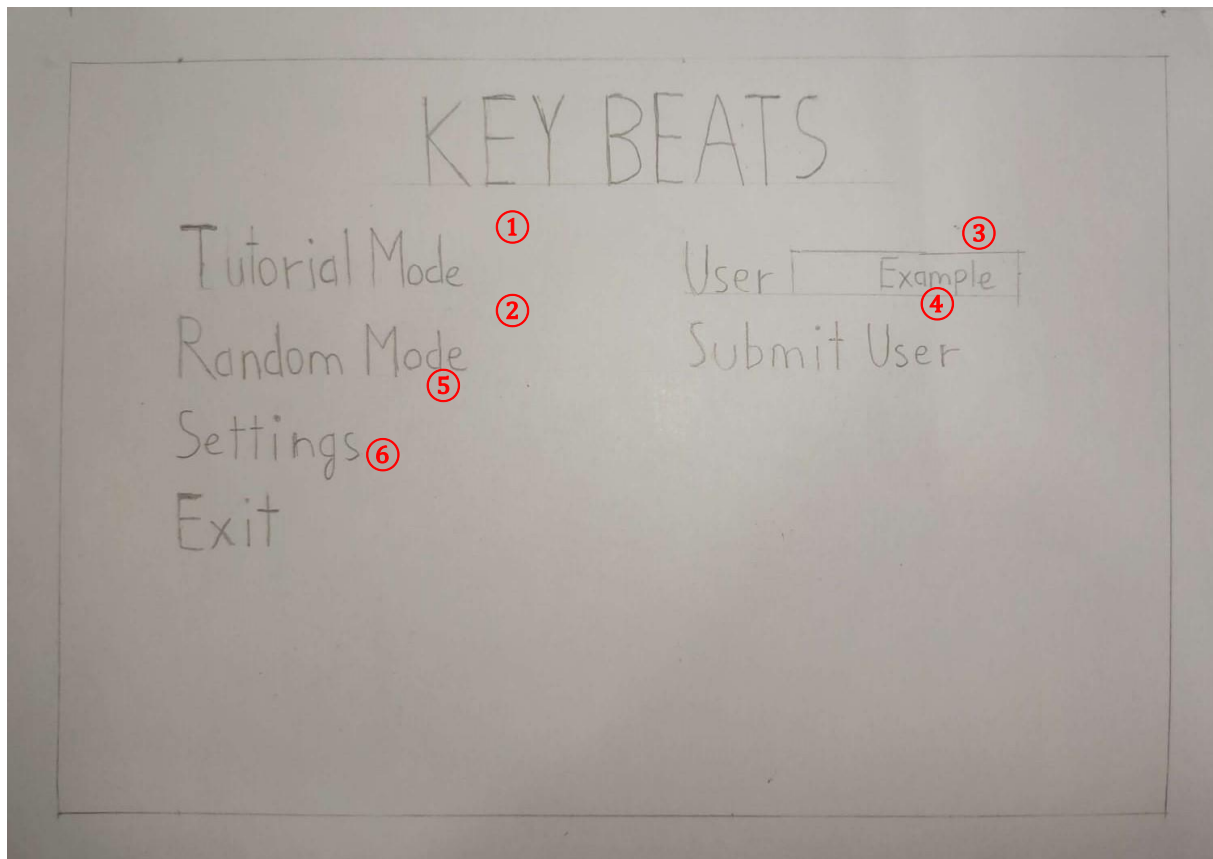 KEY BEATS
①
Tutorial Mode
②
Random Mode
⑤
Settings ⑥
Exit
③
User Example
④
Submit User